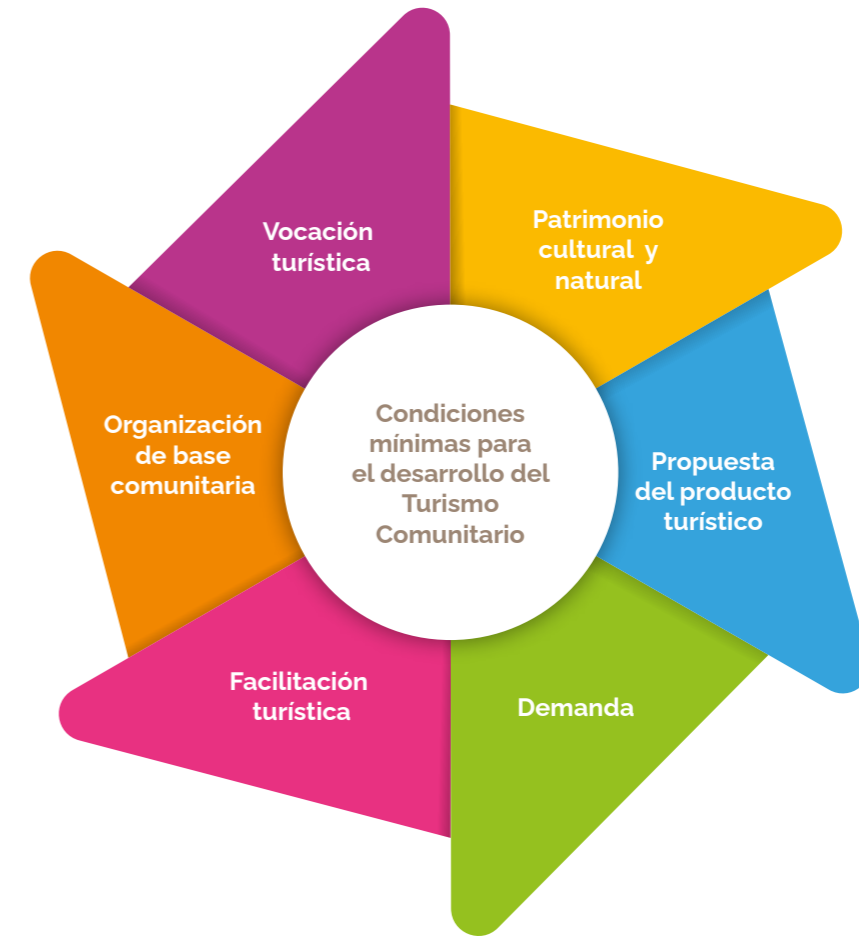 Vocación
turística
Patrimonio
cultural y
natural
Organización
de base
comunitaria
Condiciones
mínimas para
el desarrollo del
Turismo
Comunitario
Propuesta
del producto
turístico
Facilitación
turística
Demanda